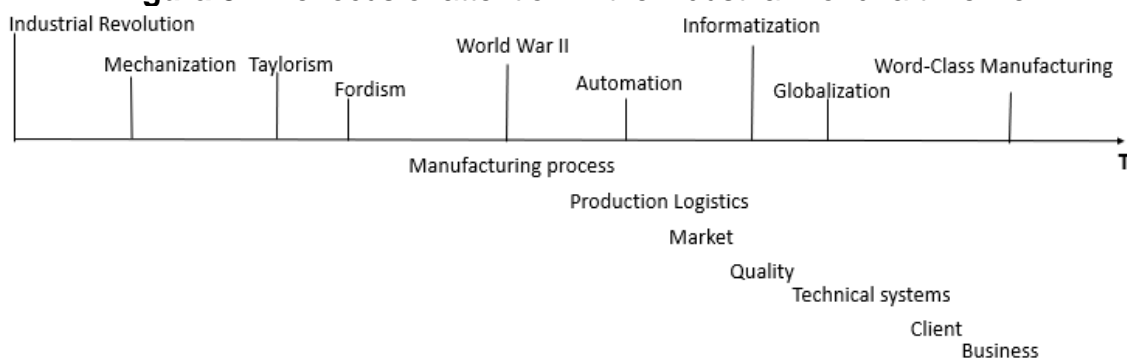 Industrial Revolution
Mechanization
Taylorism
Fordism
World War II
Automation
Informatization
Globalization
Word-Class Manufacturing
T
Manufacturing process
Production Logistics
Market
Quality
Technical systems
Client
Business